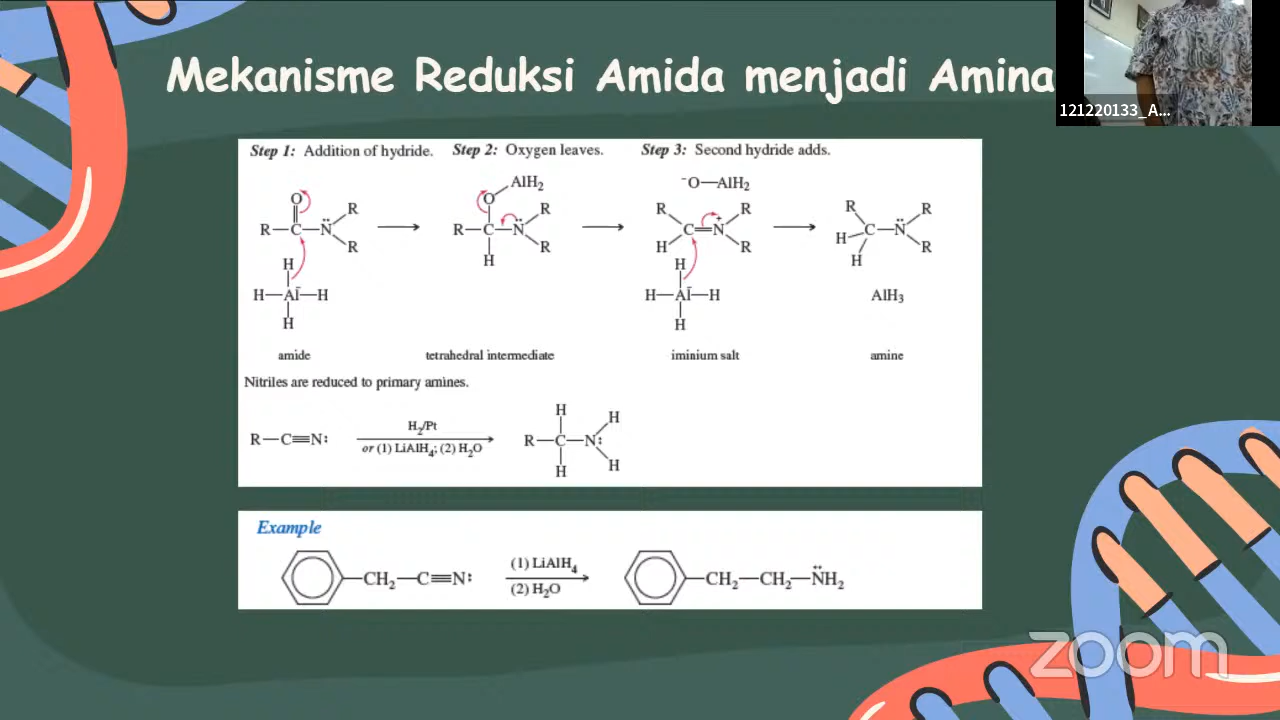 Mekanisme Reduksi Amida menjadi Amina
121220133_A...
Step 1: Addition of hydride. Step 2: Oxygen leaves. Step 3: Second hydride adds.
O
R—C—N̈
R
R
H
H—Al⁻—H
H
O—AlH₂
R—C—N̈
R
R
H
⁻O—AlH₂
R
H
C=N⁺
R
R
H
H—Al⁻—H
H
R
H
H
C—N̈
R
R
AlH₃
amide tetrahedral intermediate iminium salt amine
Nitriles are reduced to primary amines.
R—C≡N:
H₂/Pt
or (1) LiAlH₄; (2) H₂O
H
H
R—C—N:
H
H
Example
CH₂—C≡N:
(1) LiAlH₄
(2) H₂O
CH₂—CH₂—N̈H₂
zoom